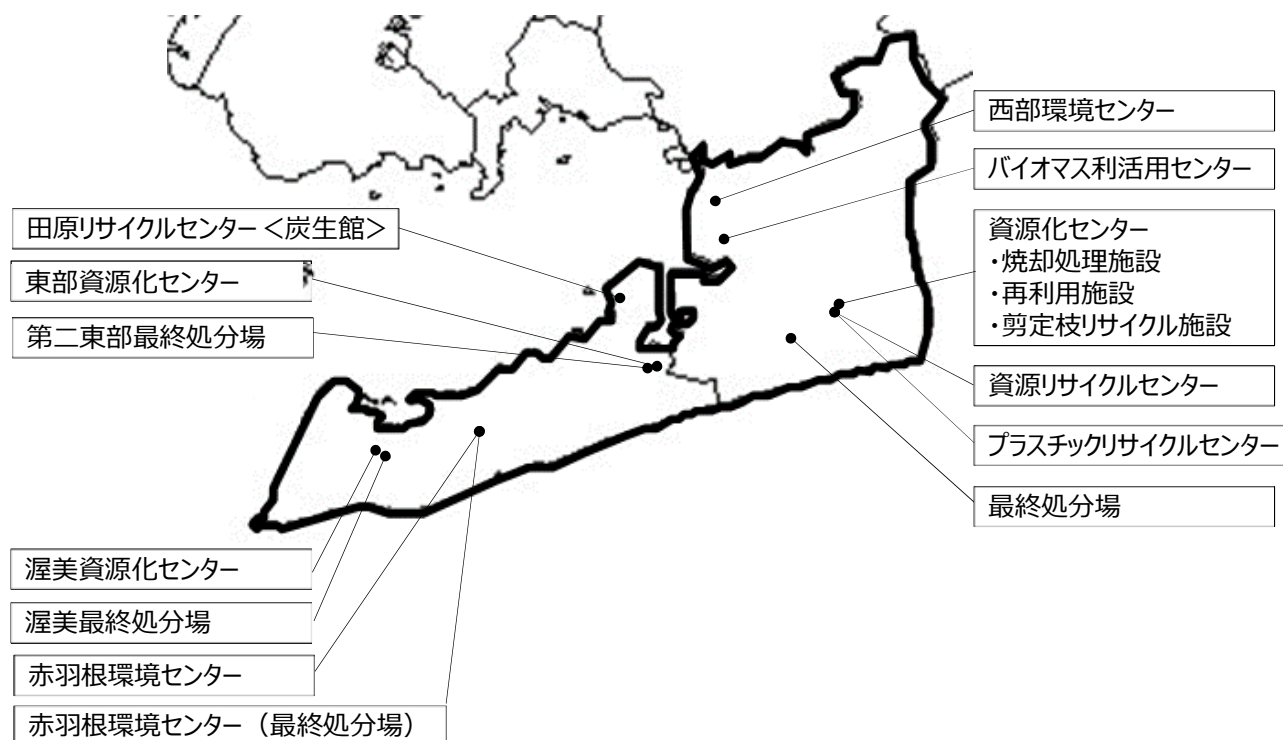 西部環境センター
バイオマス利活用センター
資源化センター
・焼却処理施設
・再利用施設
・剪定枝リサイクル施設
資源リサイクルセンター
プラスチックリサイクルセンター
最終処分場
田原リサイクルセンター＜炭生館＞
東部資源化センター
第二東部最終処分場
渥美資源化センター
渥美最終処分場
赤羽根環境センター
赤羽根環境センター（最終処分場）